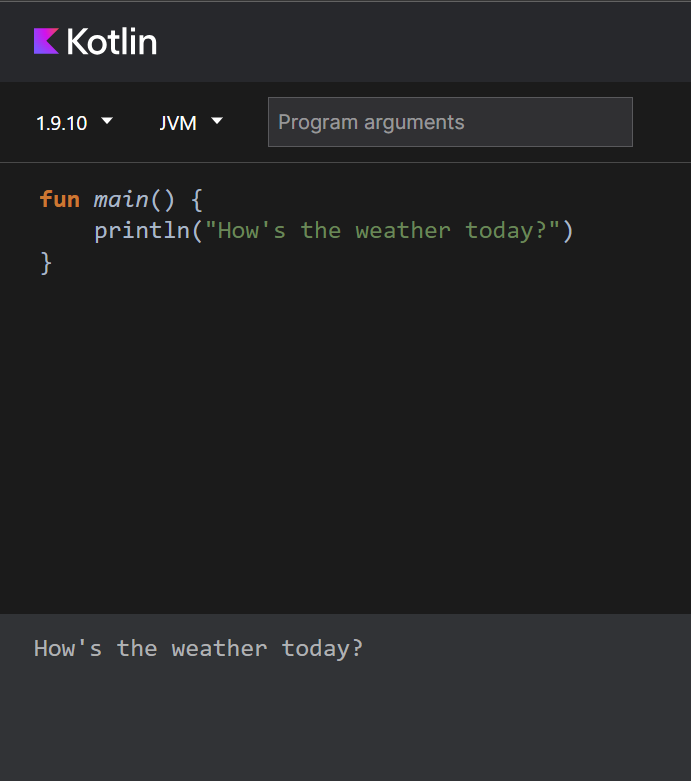 Kotlin
1.9.10 JVM Program arguments
fun main() {
    println("How's the weather today?")
}
How's the weather today?